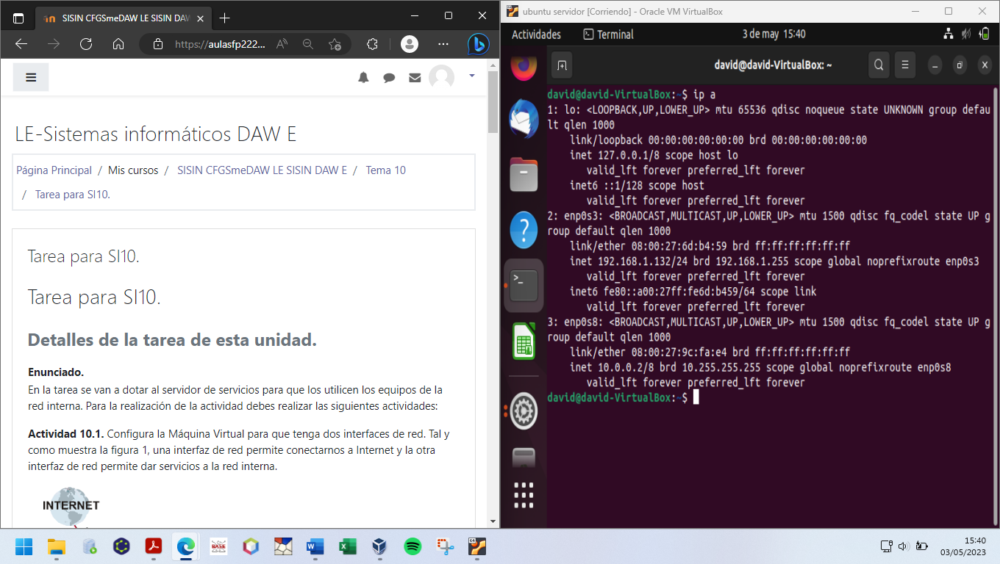 SISIN CFGSmeDAW LE SISIN DAW
https://aulasfp222...
LE-Sistemas informáticos DAW E
Página Principal / Mis cursos / SISIN CFGSmeDAW LE SISIN DAW E / Tema 10
/ Tarea para SI10.
Tarea para SI10.
Tarea para SI10.
Detalles de la tarea de esta unidad.
Enunciado.
En la tarea se van a dotar al servidor de servicios para que los utilicen los equipos de la
red interna. Para la realización de la actividad debes realizar las siguientes actividades:
Actividad 10.1. Configura la Máquina Virtual para que tenga dos interfaces de red. Tal y
como muestra la figura 1, una interfaz de red permite conectarnos a Internet y la otra
interfaz de red permite dar servicios a la red interna.
INTERNET
ubuntu servidor [Corriendo] - Oracle VM VirtualBox
Actividades Terminal 3 de may 15:40
david@david-VirtualBox: ~
david@david-VirtualBox:~$ ip a
1: lo: <LOOPBACK,UP,LOWER_UP> mtu 65536 qdisc noqueue state UNKNOWN group defau
lt qlen 1000
link/loopback 00:00:00:00:00:00 brd 00:00:00:00:00:00
inet 127.0.0.1/8 scope host lo
valid_lft forever preferred_lft forever
inet6 ::1/128 scope host
valid_lft forever preferred_lft forever
2: enp0s3: <BROADCAST,MULTICAST,UP,LOWER_UP> mtu 1500 qdisc fq_codel state UP g
roup default qlen 1000
link/ether 08:00:27:6d:b4:59 brd ff:ff:ff:ff:ff:ff
inet 192.168.1.132/24 brd 192.168.1.255 scope global noprefixroute enp0s3
valid_lft forever preferred_lft forever
inet6 fe80::a00:27ff:fe6d:b459/64 scope link
valid_lft forever preferred_lft forever
3: enp0s8: <BROADCAST,MULTICAST,UP,LOWER_UP> mtu 1500 qdisc fq_codel state UP g
roup default qlen 1000
link/ether 08:00:27:9c:fa:e4 brd ff:ff:ff:ff:ff:ff
inet 10.0.0.2/8 brd 10.255.255.255 scope global noprefixroute enp0s8
valid_lft forever preferred_lft forever
david@david-VirtualBox:~$
BASE
15:40
03/05/2023